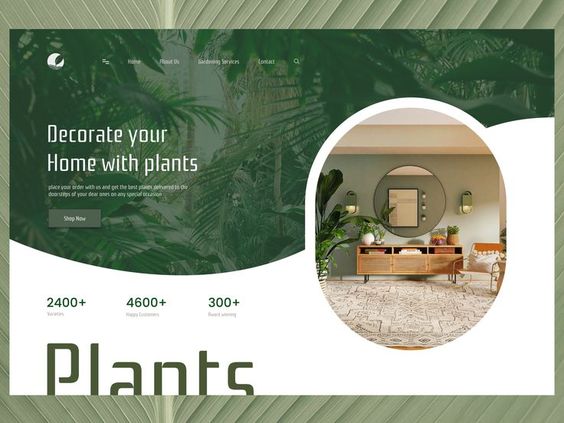 Home
About Us
Gardening Services
Contact
Decorate your
Home with plants
place your order with us and get the best plants delivered to the
doorsteps of your dear ones on any special occasion
Shop Now
2400+
4600+
300+
Varieties
Happy Customers
Award winning
Plants